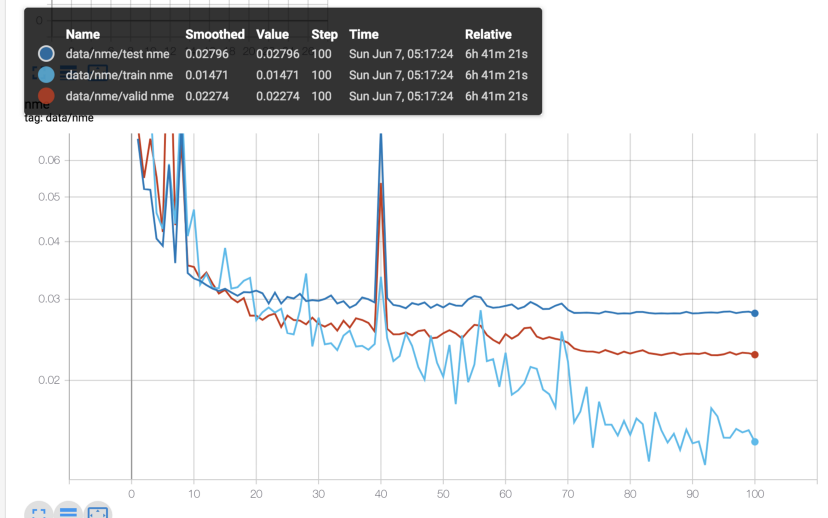 0
Name Smoothed Value Step Time Relative
data/nme/test nme 0.02796 0.02796 100 Sun Jun 7, 05:17:24 6h 41m 21s
data/nme/train nme 0.01471 0.01471 100 Sun Jun 7, 05:17:24 6h 41m 21s
data/nme/valid nme 0.02274 0.02274 100 Sun Jun 7, 05:17:24 6h 41m 21s
nme
tag: data/nme
0.06
0.05
0.04
0.03
0.02
0 10 20 30 40 50 60 70 80 90 100